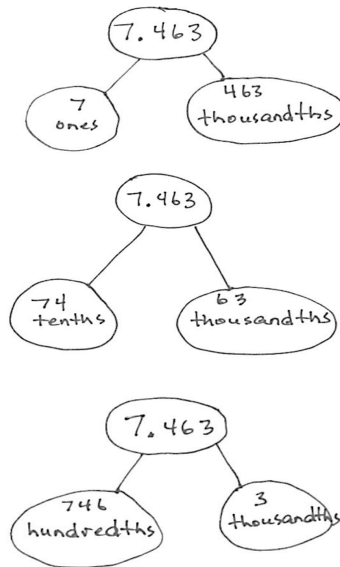 7.463
7
ones
463
thousandths
7.463
74
tenths
63
thousandths
7.463
746
hundredths
3
thousandths